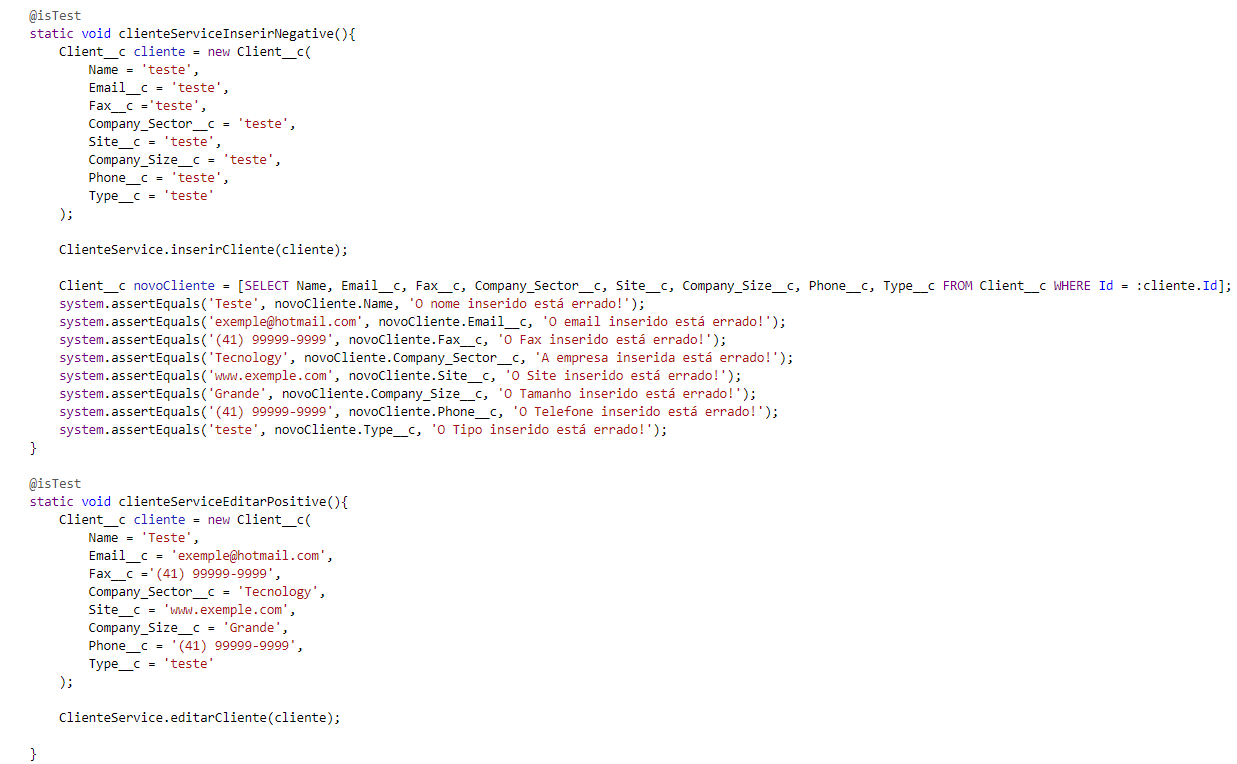 @isTest
static void clienteServiceInserirNegative(){
Client__c cliente = new Client__c(
Name = 'teste',
Email__c = 'teste',
Fax__c ='teste',
Company_Sector__c = 'teste',
Site__c = 'teste',
Company_Size__c = 'teste',
Phone__c = 'teste',
Type__c = 'teste'
);
ClienteService.inserirCliente(cliente);
Client__c novoCliente = [SELECT Name, Email__c, Fax__c, Company_Sector__c, Site__c, Company_Size__c, Phone__c, Type__c FROM Client__c WHERE Id = :cliente.Id];
system.assertEquals('Teste', novoCliente.Name, 'O nome inserido está errado!');
system.assertEquals('exemple@hotmail.com', novoCliente.Email__c, 'O email inserido está errado!');
system.assertEquals('(41) 99999-9999', novoCliente.Fax__c, 'O Fax inserido está errado!');
system.assertEquals('Tecnology', novoCliente.Company_Sector__c, 'A empresa inserida está errado!');
system.assertEquals('www.exemple.com', novoCliente.Site__c, 'O Site inserido está errado!');
system.assertEquals('Grande', novoCliente.Company_Size__c, 'O Tamanho inserido está errado!');
system.assertEquals('(41) 99999-9999', novoCliente.Phone__c, 'O Telefone inserido está errado!');
system.assertEquals('teste', novoCliente.Type__c, 'O Tipo inserido está errado!');
}
@isTest
static void clienteServiceEditarPositive(){
Client__c cliente = new Client__c(
Name = 'Teste',
Email__c = 'exemple@hotmail.com',
Fax__c ='(41) 99999-9999',
Company_Sector__c = 'Tecnology',
Site__c = 'www.exemple.com',
Company_Size__c = 'Grande',
Phone__c = '(41) 99999-9999',
Type__c = 'teste'
);
ClienteService.editarCliente(cliente);
}